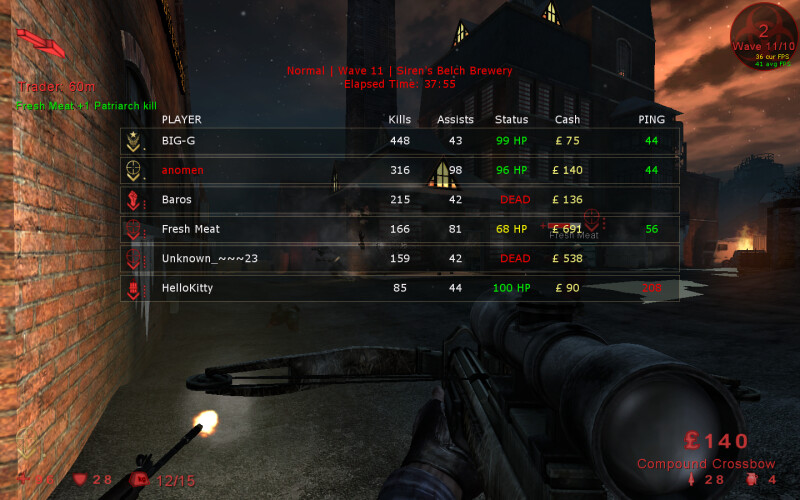 2
Wave 11/10
36 cur FPS
41 avg FPS
Normal | Wave 11 | Siren's Belch Brewery
Elapsed Time: 37:55
Trader: 60m
Fresh Meat:+1 Patriarch kill
PLAYER Kills Assists Status Cash PING
BIG-G 448 43 99 HP £ 75 44
anomen 316 98 96 HP £ 140 44
Baros 215 42 DEAD £ 136
Fresh Meat 166 81 68 HP £ 691 56
Fresh Meat
Unknown_~~~23 159 42 DEAD £ 538
HelloKitty 85 44 100 HP £ 90
£140
Compound Crossbow
28 12/15 28 4